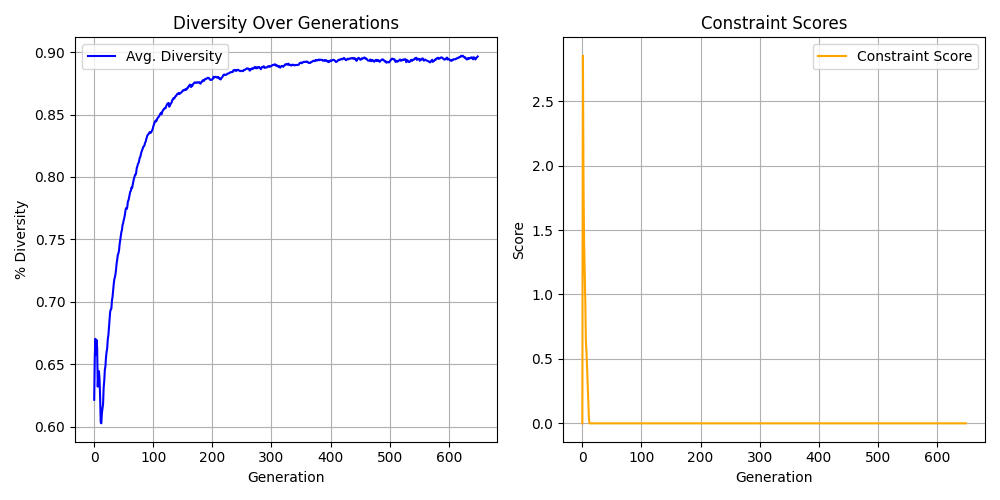 Diversity Over Generations
Avg. Diversity
% Diversity
0.90
0.85
0.80
0.75
0.70
0.65
0.60
0 100 200 300 400 500 600
Generation
Constraint Scores
Constraint Score
Score
2.5
2.0
1.5
1.0
0.5
0.0
0 100 200 300 400 500 600
Generation